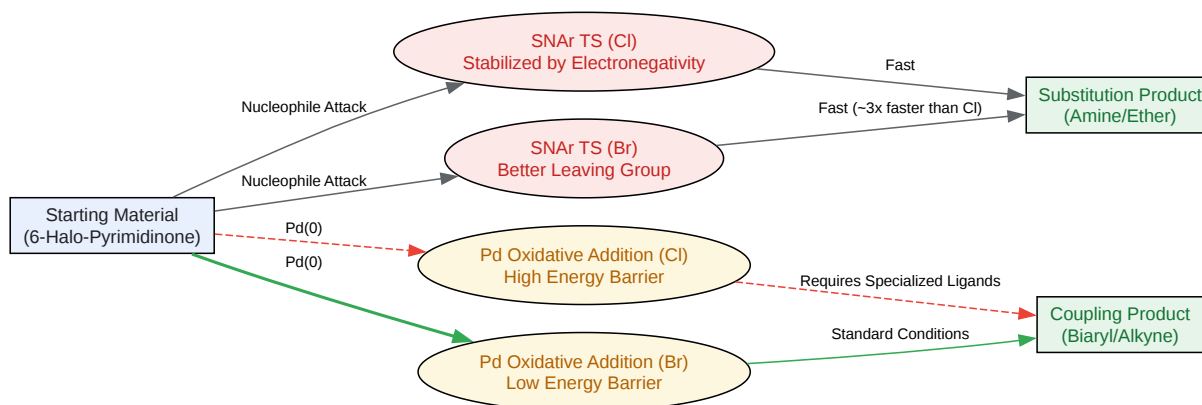 SNAr TS (Cl)
Stabilized by Electronegativity
Fast
Nucleophile Attack
Substitution Product
(Amine/Ether)
Fast (~3x faster than Cl)
SNAr TS (Br)
Better Leaving Group
Nucleophile Attack
Starting Material
(6-Halo-Pyrimidinone)
Pd(0)
Pd Oxidative Addition (Cl)
High Energy Barrier
Pd(0)
Requires Specialized Ligands
Coupling Product
(Biaryl/Alkyne)
Standard Conditions
Pd Oxidative Addition (Br)
Low Energy Barrier